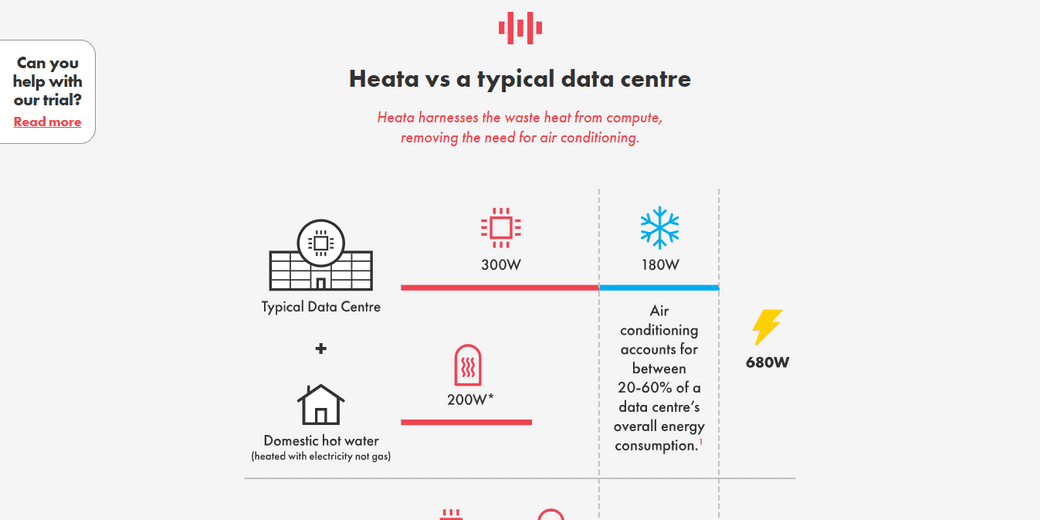 Can you
help with
our trial?
Read more
Heata vs a typical data centre
Heata harnesses the waste heat from compute,
removing the need for air conditioning.
300W
180W
Typical Data Centre
Air
conditioning
accounts for
between
20-60% of a
data centre's
overall energy
consumption.¹
680W
+
200W*
Domestic hot water
(heated with electricity not gas)